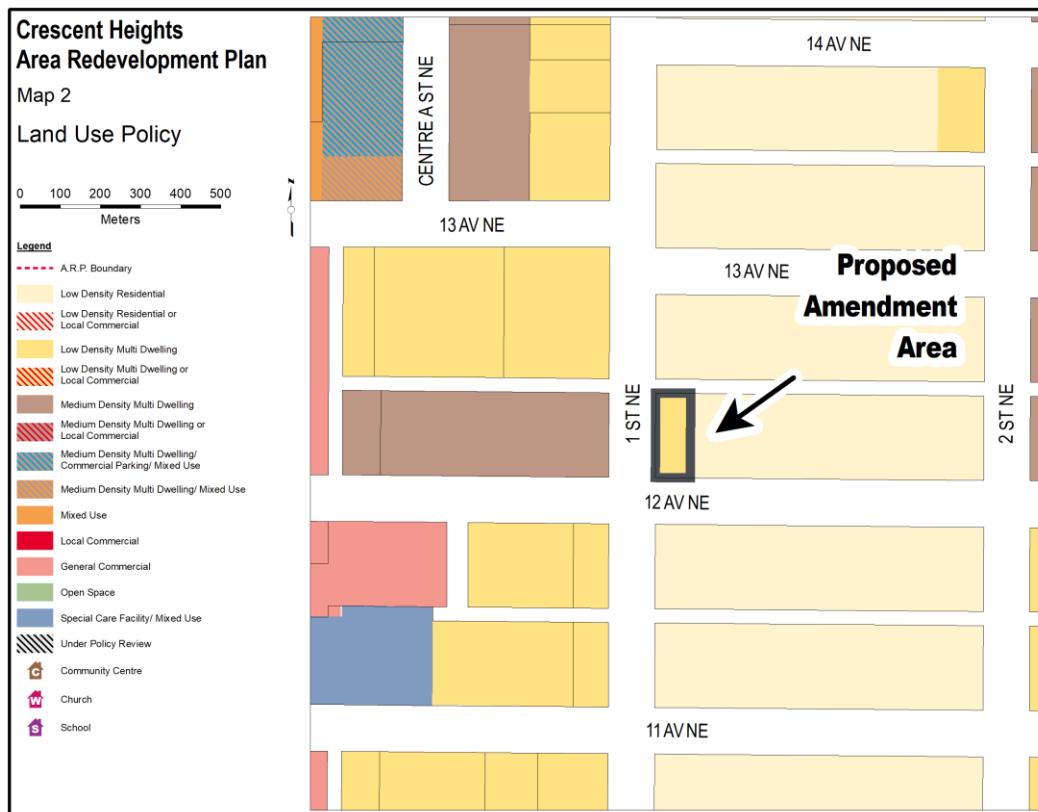 Crescent Heights
Area Redevelopment Plan
Map 2
Land Use Policy
0 100 200 300 400 500
Meters
Legend
A.R.P. Boundary
Low Density Residential
Low Density Residential or
Local Commercial
Low Density Multi Dwelling
Low Density Multi Dwelling or
Local Commercial
Medium Density Multi Dwelling
Medium Density Multi Dwelling or
Local Commercial
Medium Density Multi Dwelling/
Commercial Parking/ Mixed Use
Medium Density Multi Dwelling/ Mixed Use
Mixed Use
Local Commercial
General Commercial
Open Space
Special Care Facility/ Mixed Use
Under Policy Review
C
Community Centre
W
Church
S
School
14 AV NE
CENTRE A ST NE
13 AV NE
13 AV NE
Proposed
Amendment
Area
1 ST NE
2 ST NE
12 AV NE
11 AV NE